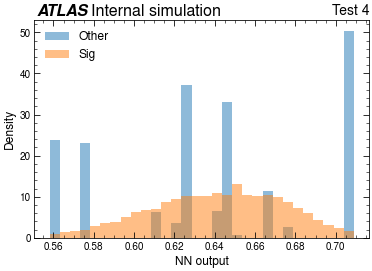 ATLAS Internal simulation Test 4
Other
Sig
Density
50
40
30
20
10
0
0.56 0.58 0.60 0.62 0.64 0.66 0.68 0.70
NN output